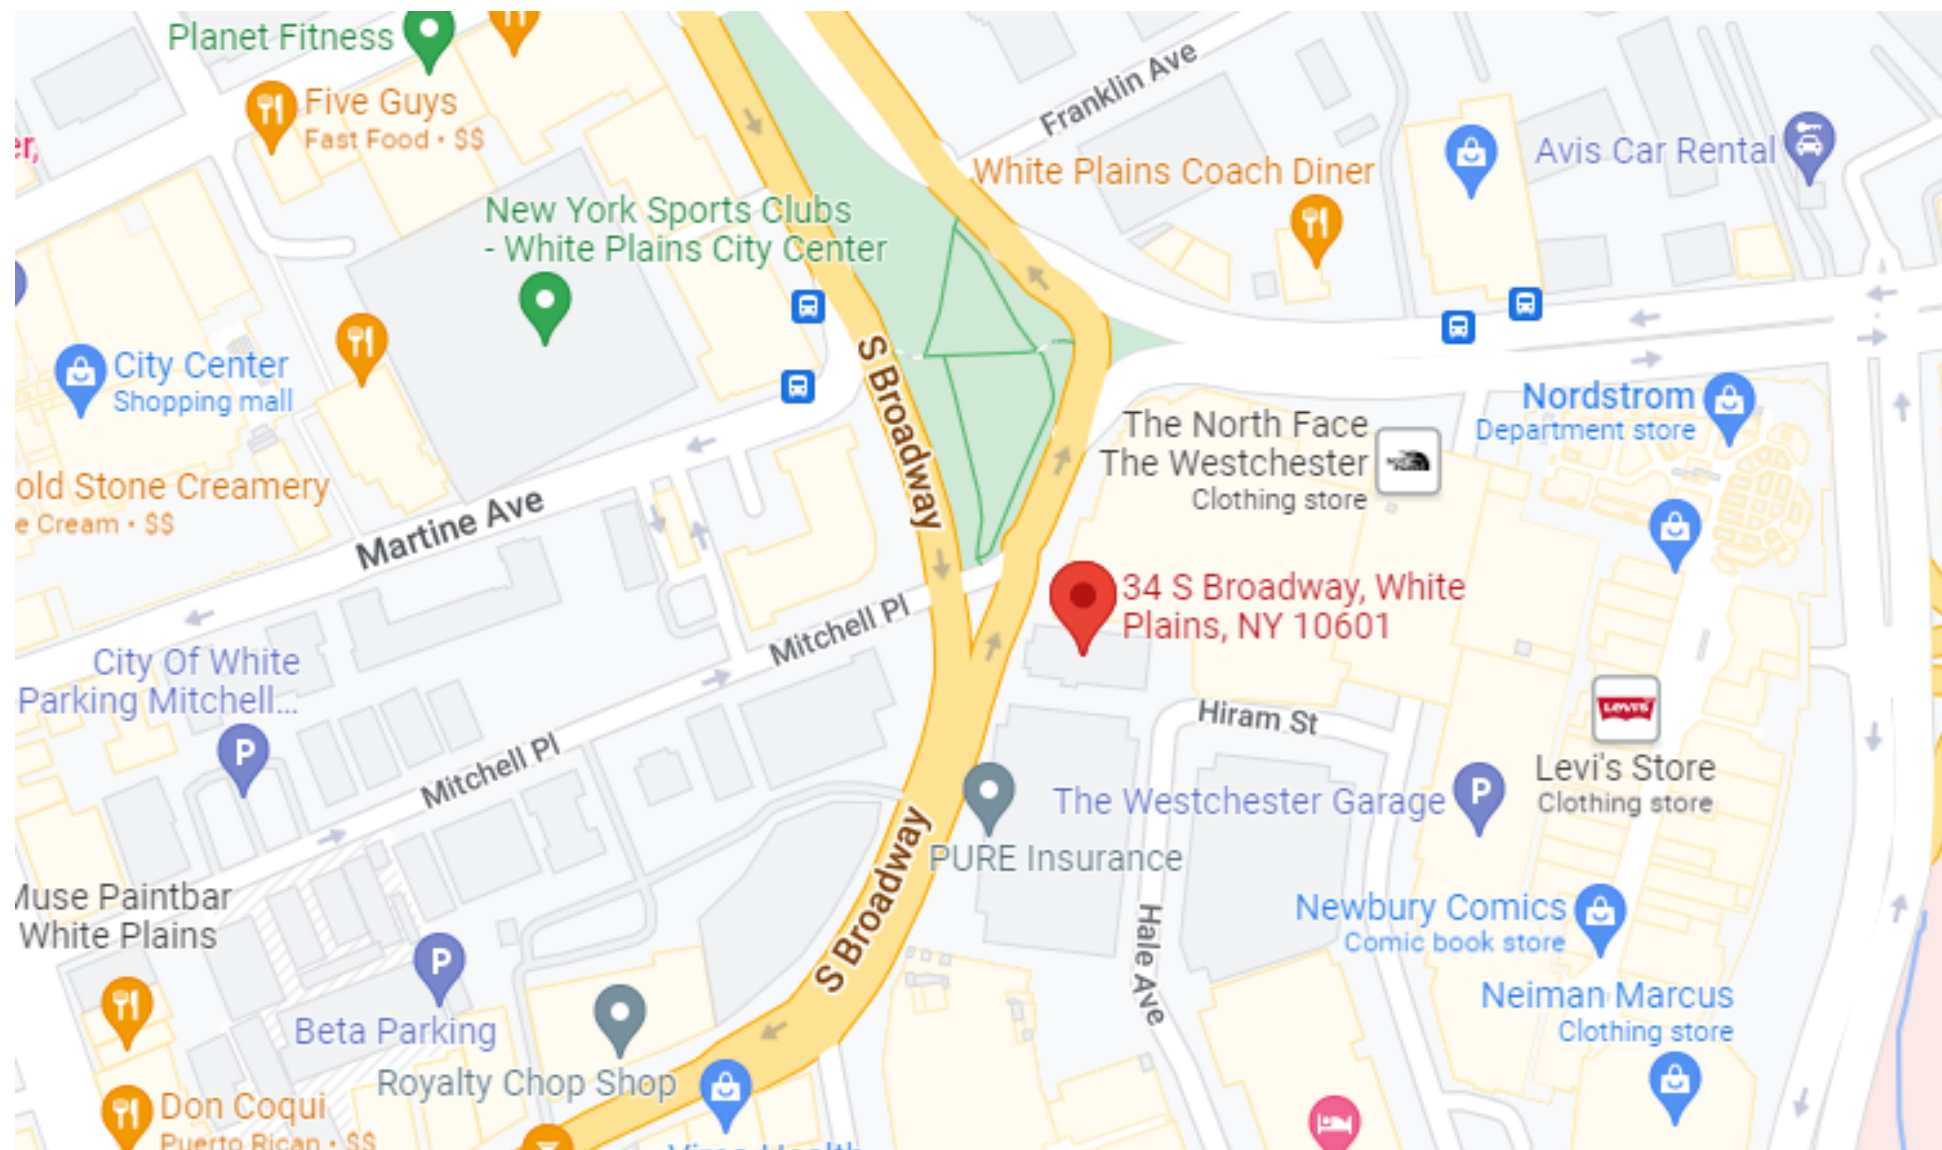 Planet Fitness
Five Guys
Fast Food • $$
er,
Franklin Ave
White Plains Coach Diner
Avis Car Rental
New York Sports Clubs
- White Plains City Center
City Center
Shopping mall
S Broadway
Nordstrom
Department store
The North Face
The Westchester
Clothing store
old Stone Creamery
e Cream • $$
Martine Ave
34 S Broadway, White
Plains, NY 10601
Mitchell Pl
City Of White
Parking Mitchell...
P
Mitchell Pl
Hiram St
LEVI'S
Levi's Store
Clothing store
The Westchester Garage
P
PURE Insurance
S Broadway
Muse Paintbar
White Plains
Hale Ave
Newbury Comics
Comic book store
Neiman Marcus
Clothing store
P
Beta Parking
Royalty Chop Shop
Don Coqui
Puerto Rican • $$